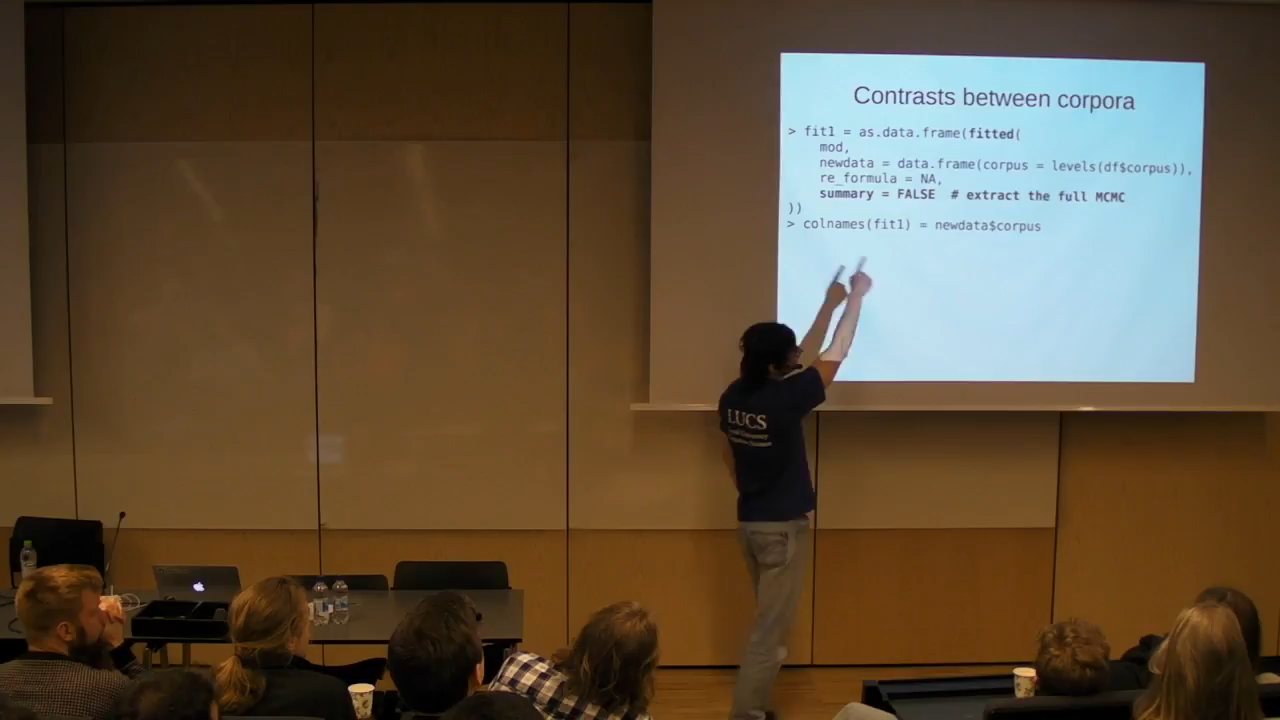 Contrasts between corpora
> fit1 = as.data.frame(fitted(
mod,
newdata = data.frame(corpus = levels(df$corpus)),
re_formula = NA,
summary = FALSE # extract the full MCMC
))
> colnames(fit1) = newdata$corpus
LUCS